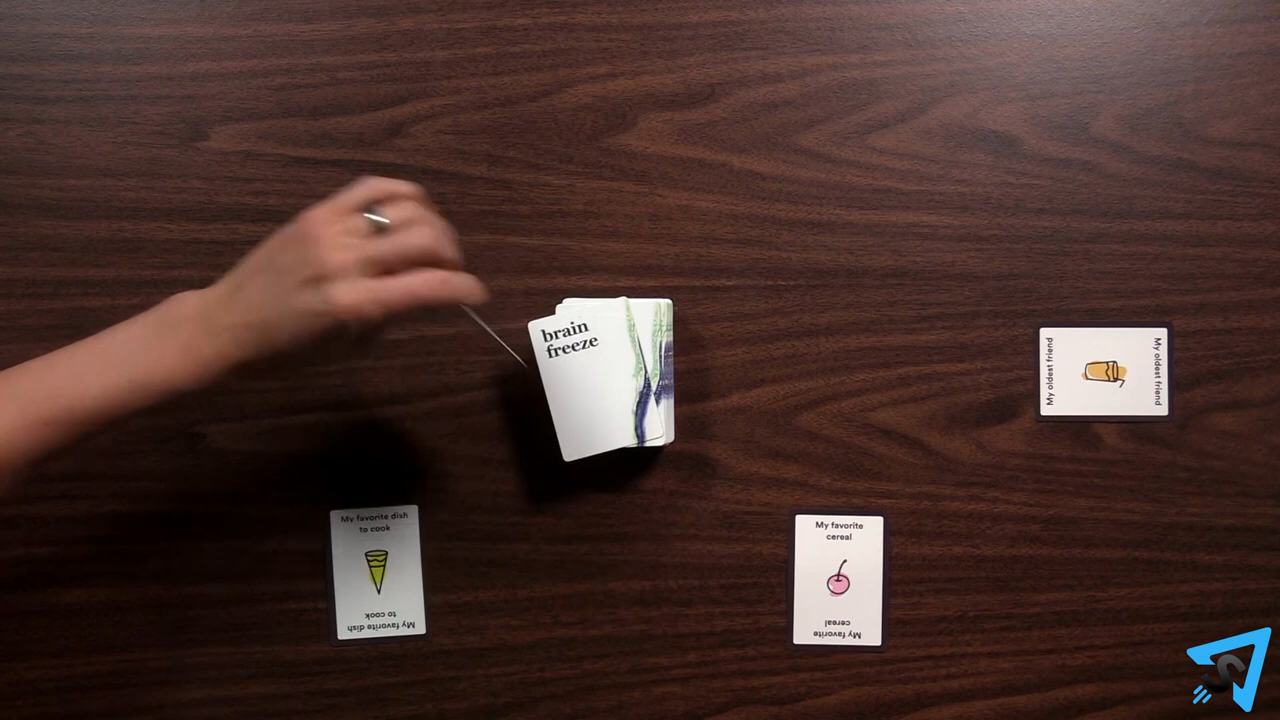 brain
freeze
My oldest friend
My oldest friend
My favorite dish
to cook
My favorite dish
to cook
My favorite
cereal
My favorite
cereal